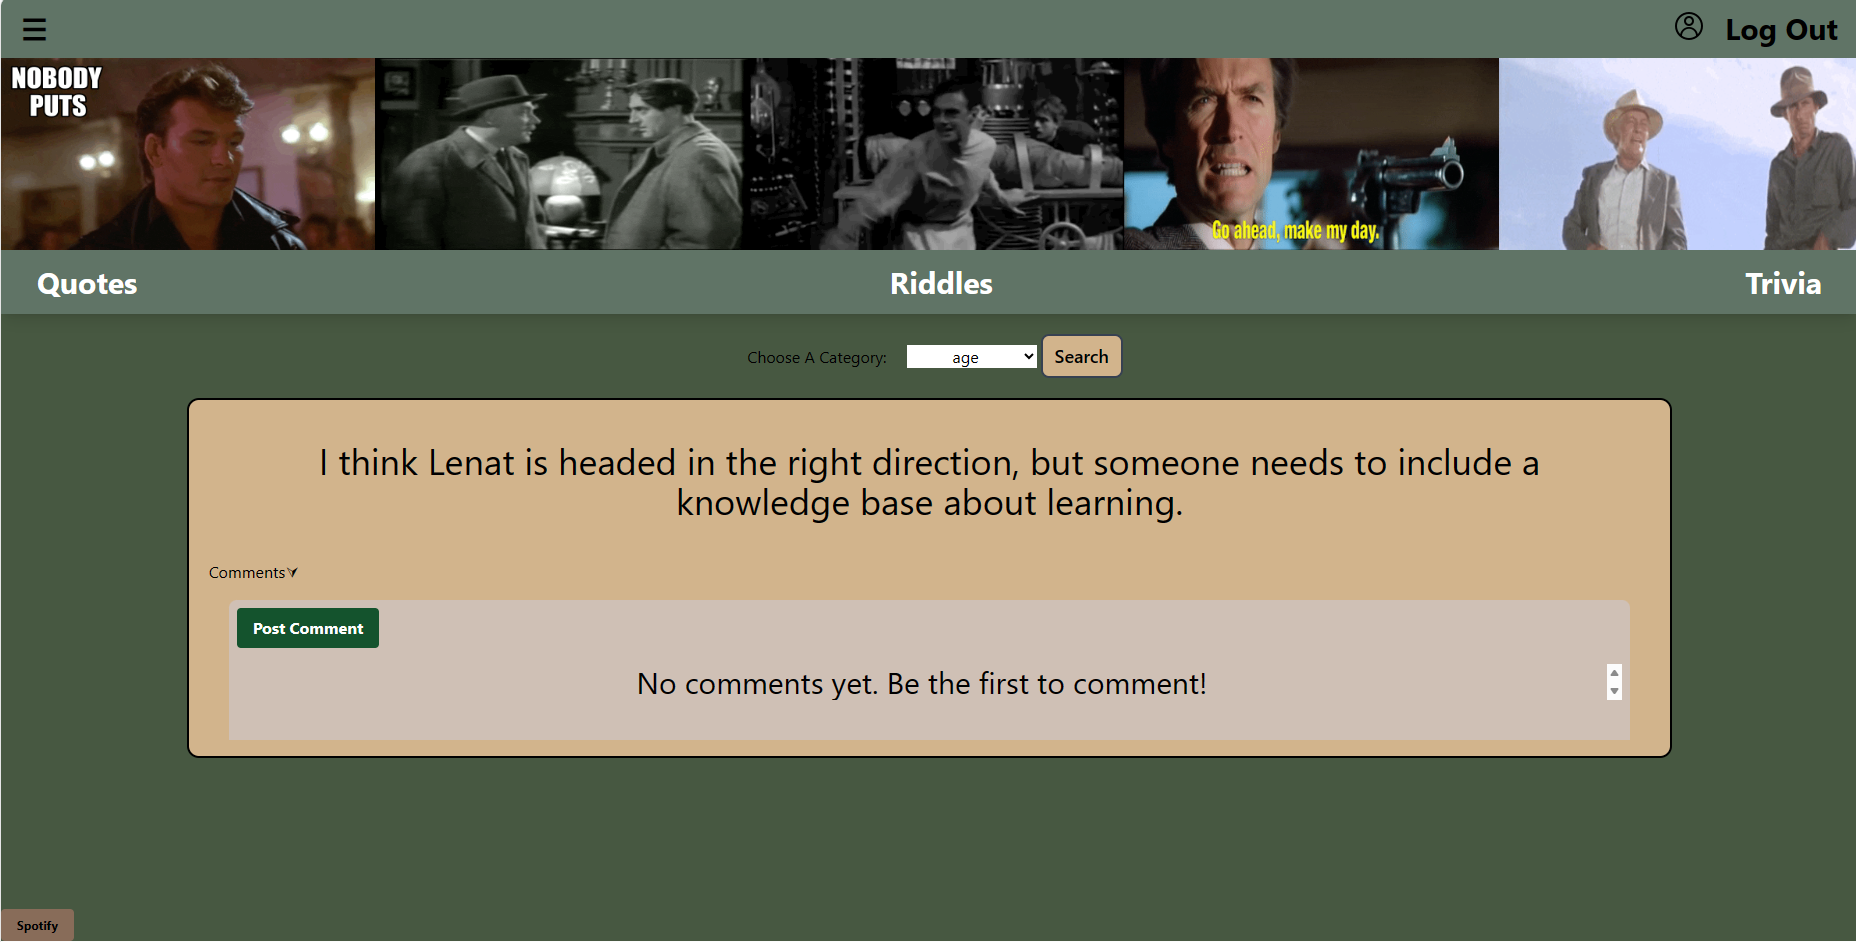 ☰
Log Out
NOBODY
PUTS
Go ahead, make my day.
Quotes
Riddles
Trivia
Choose A Category:
age
Search
I think Lenat is headed in the right direction, but someone needs to include a
knowledge base about learning.
Comments⮛
Post Comment
No comments yet. Be the first to comment!
Spotify